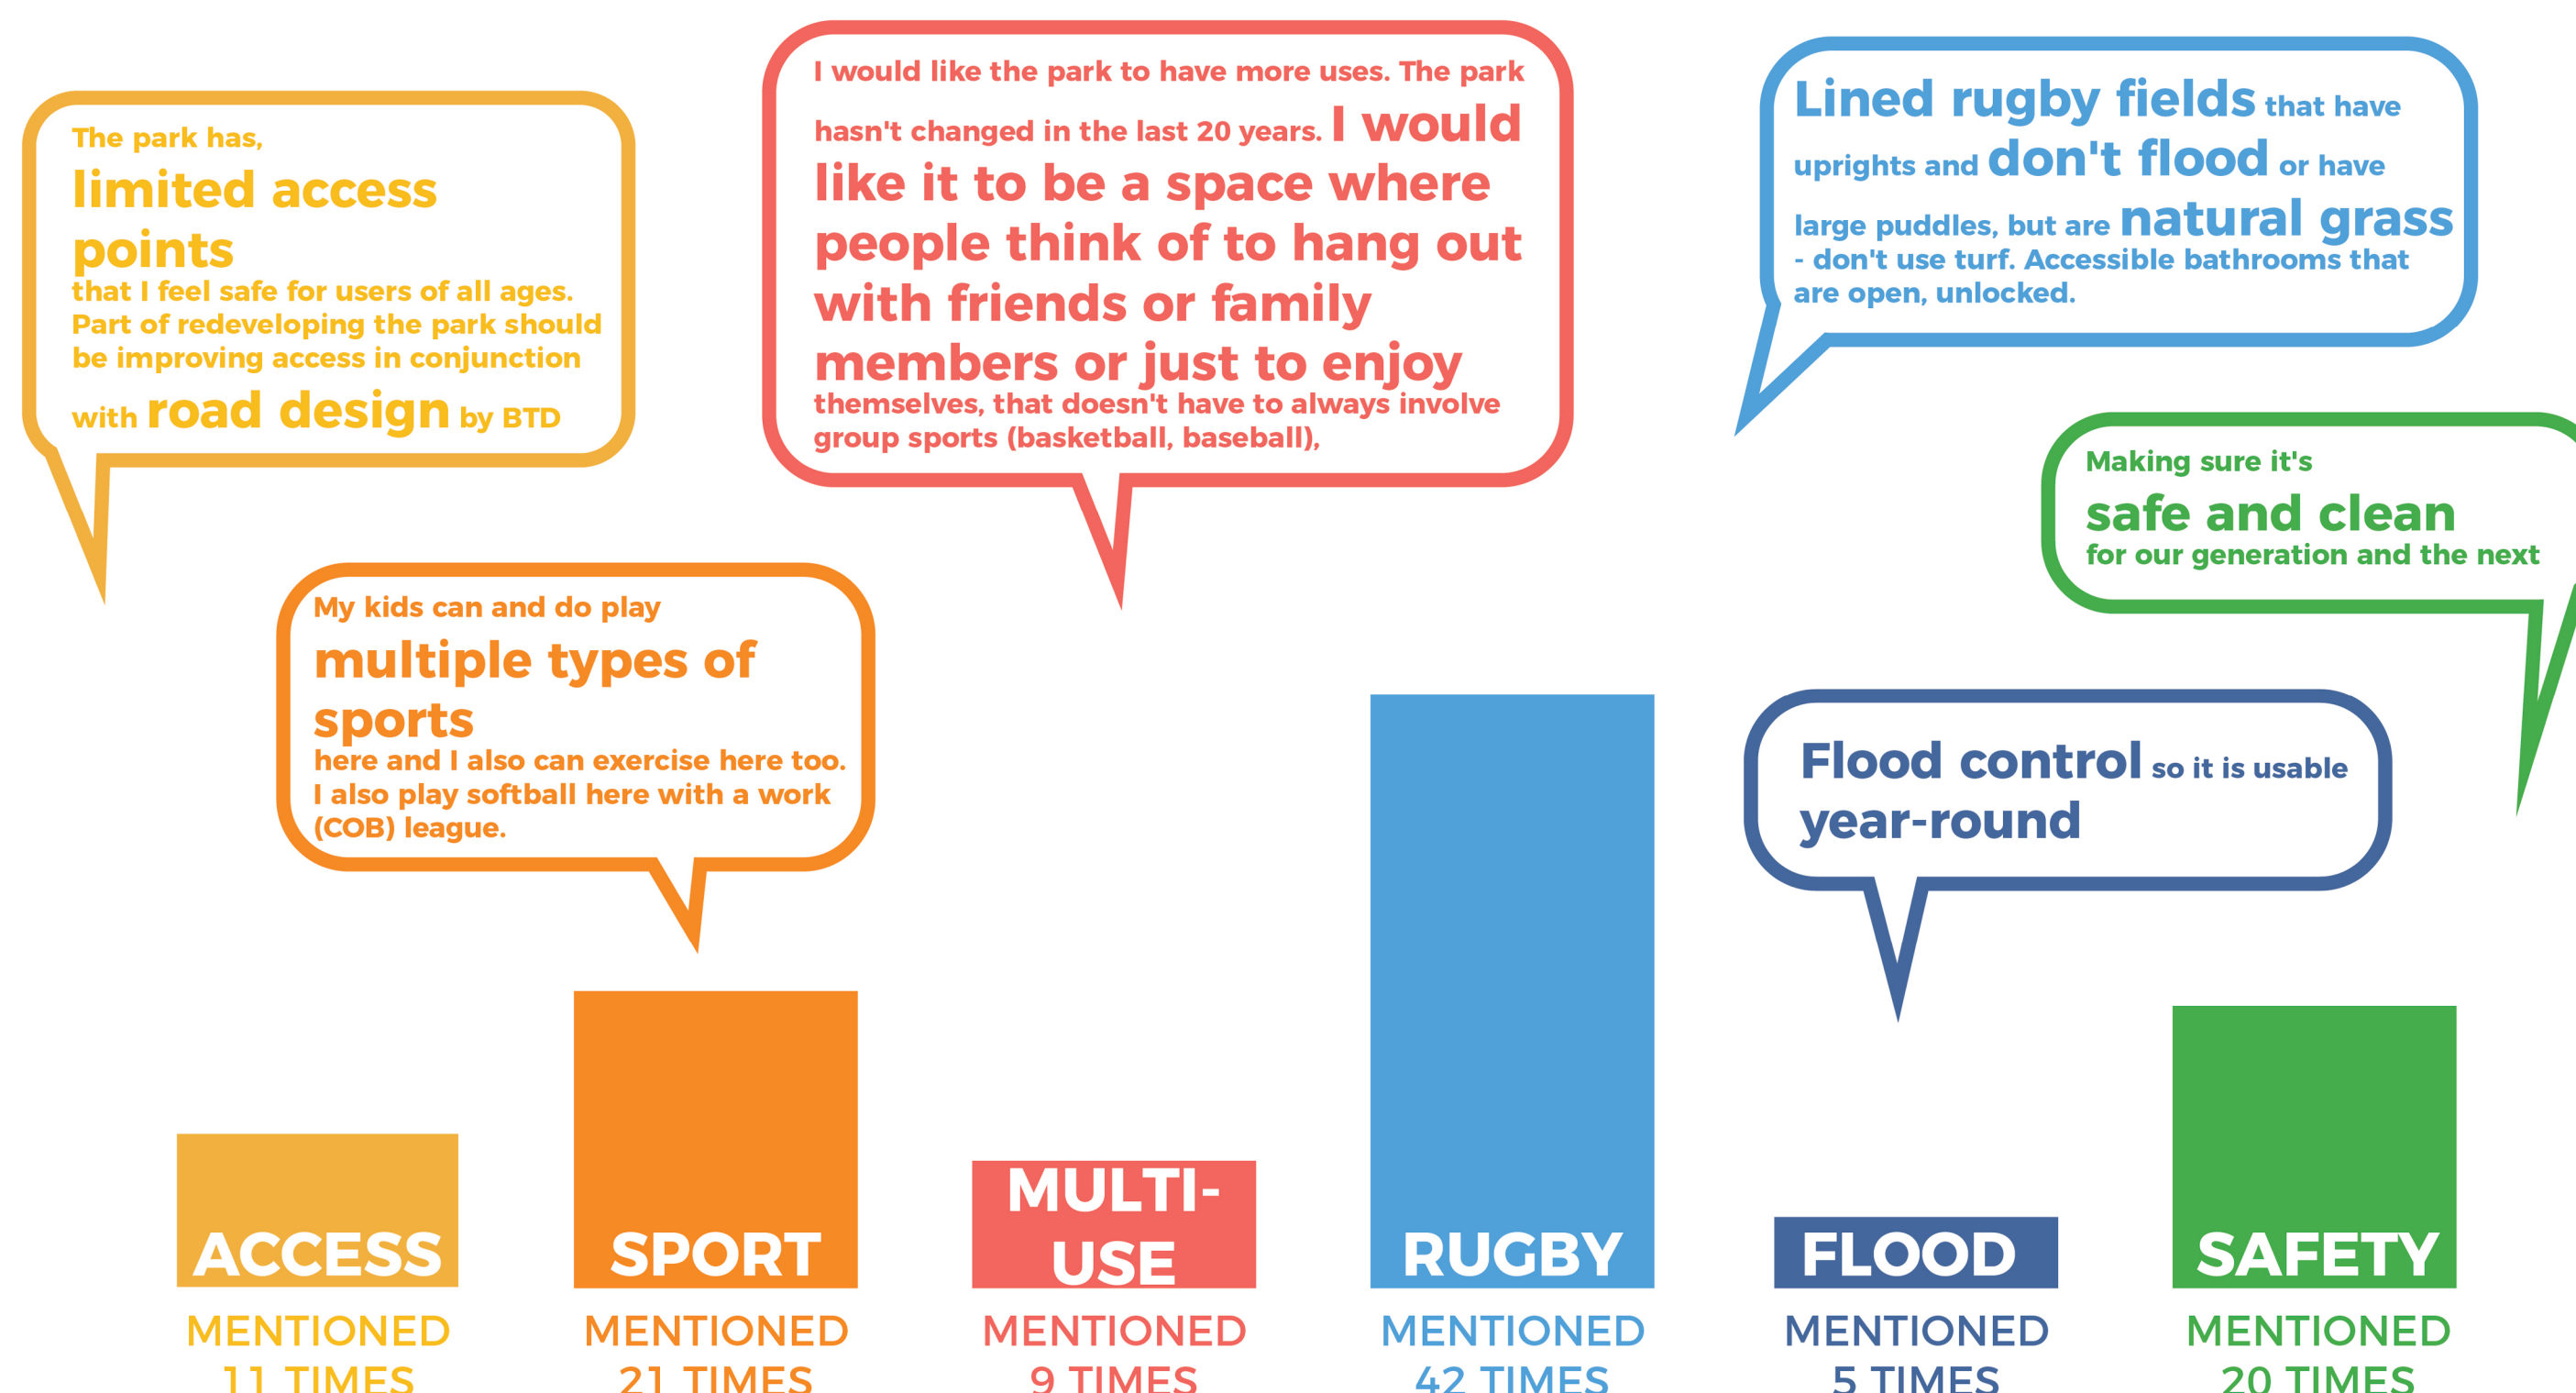 The park has,
limited access
points
that I feel safe for users of all ages.
Part of redeveloping the park should
be improving access in conjunction
with road design by BTD
My kids can and do play
multiple types of
sports
here and I also can exercise here too.
I also play softball here with a work
(COB) league.
I would like the park to have more uses. The park
hasn't changed in the last 20 years. I would
like it to be a space where
people think of to hang out
with friends or family
members or just to enjoy
themselves, that doesn't have to always involve
group sports (basketball, baseball),
Lined rugby fields that have
uprights and don't flood or have
large puddles, but are natural grass
- don't use turf. Accessible bathrooms that
are open, unlocked.
Making sure it's
safe and clean
for our generation and the next
Flood control so it is usable
year-round
ACCESS
MENTIONED
11 TIMES
SPORT
MENTIONED
21 TIMES
MULTI-
USE
MENTIONED
9 TIMES
RUGBY
MENTIONED
42 TIMES
FLOOD
MENTIONED
5 TIMES
SAFETY
MENTIONED
20 TIMES